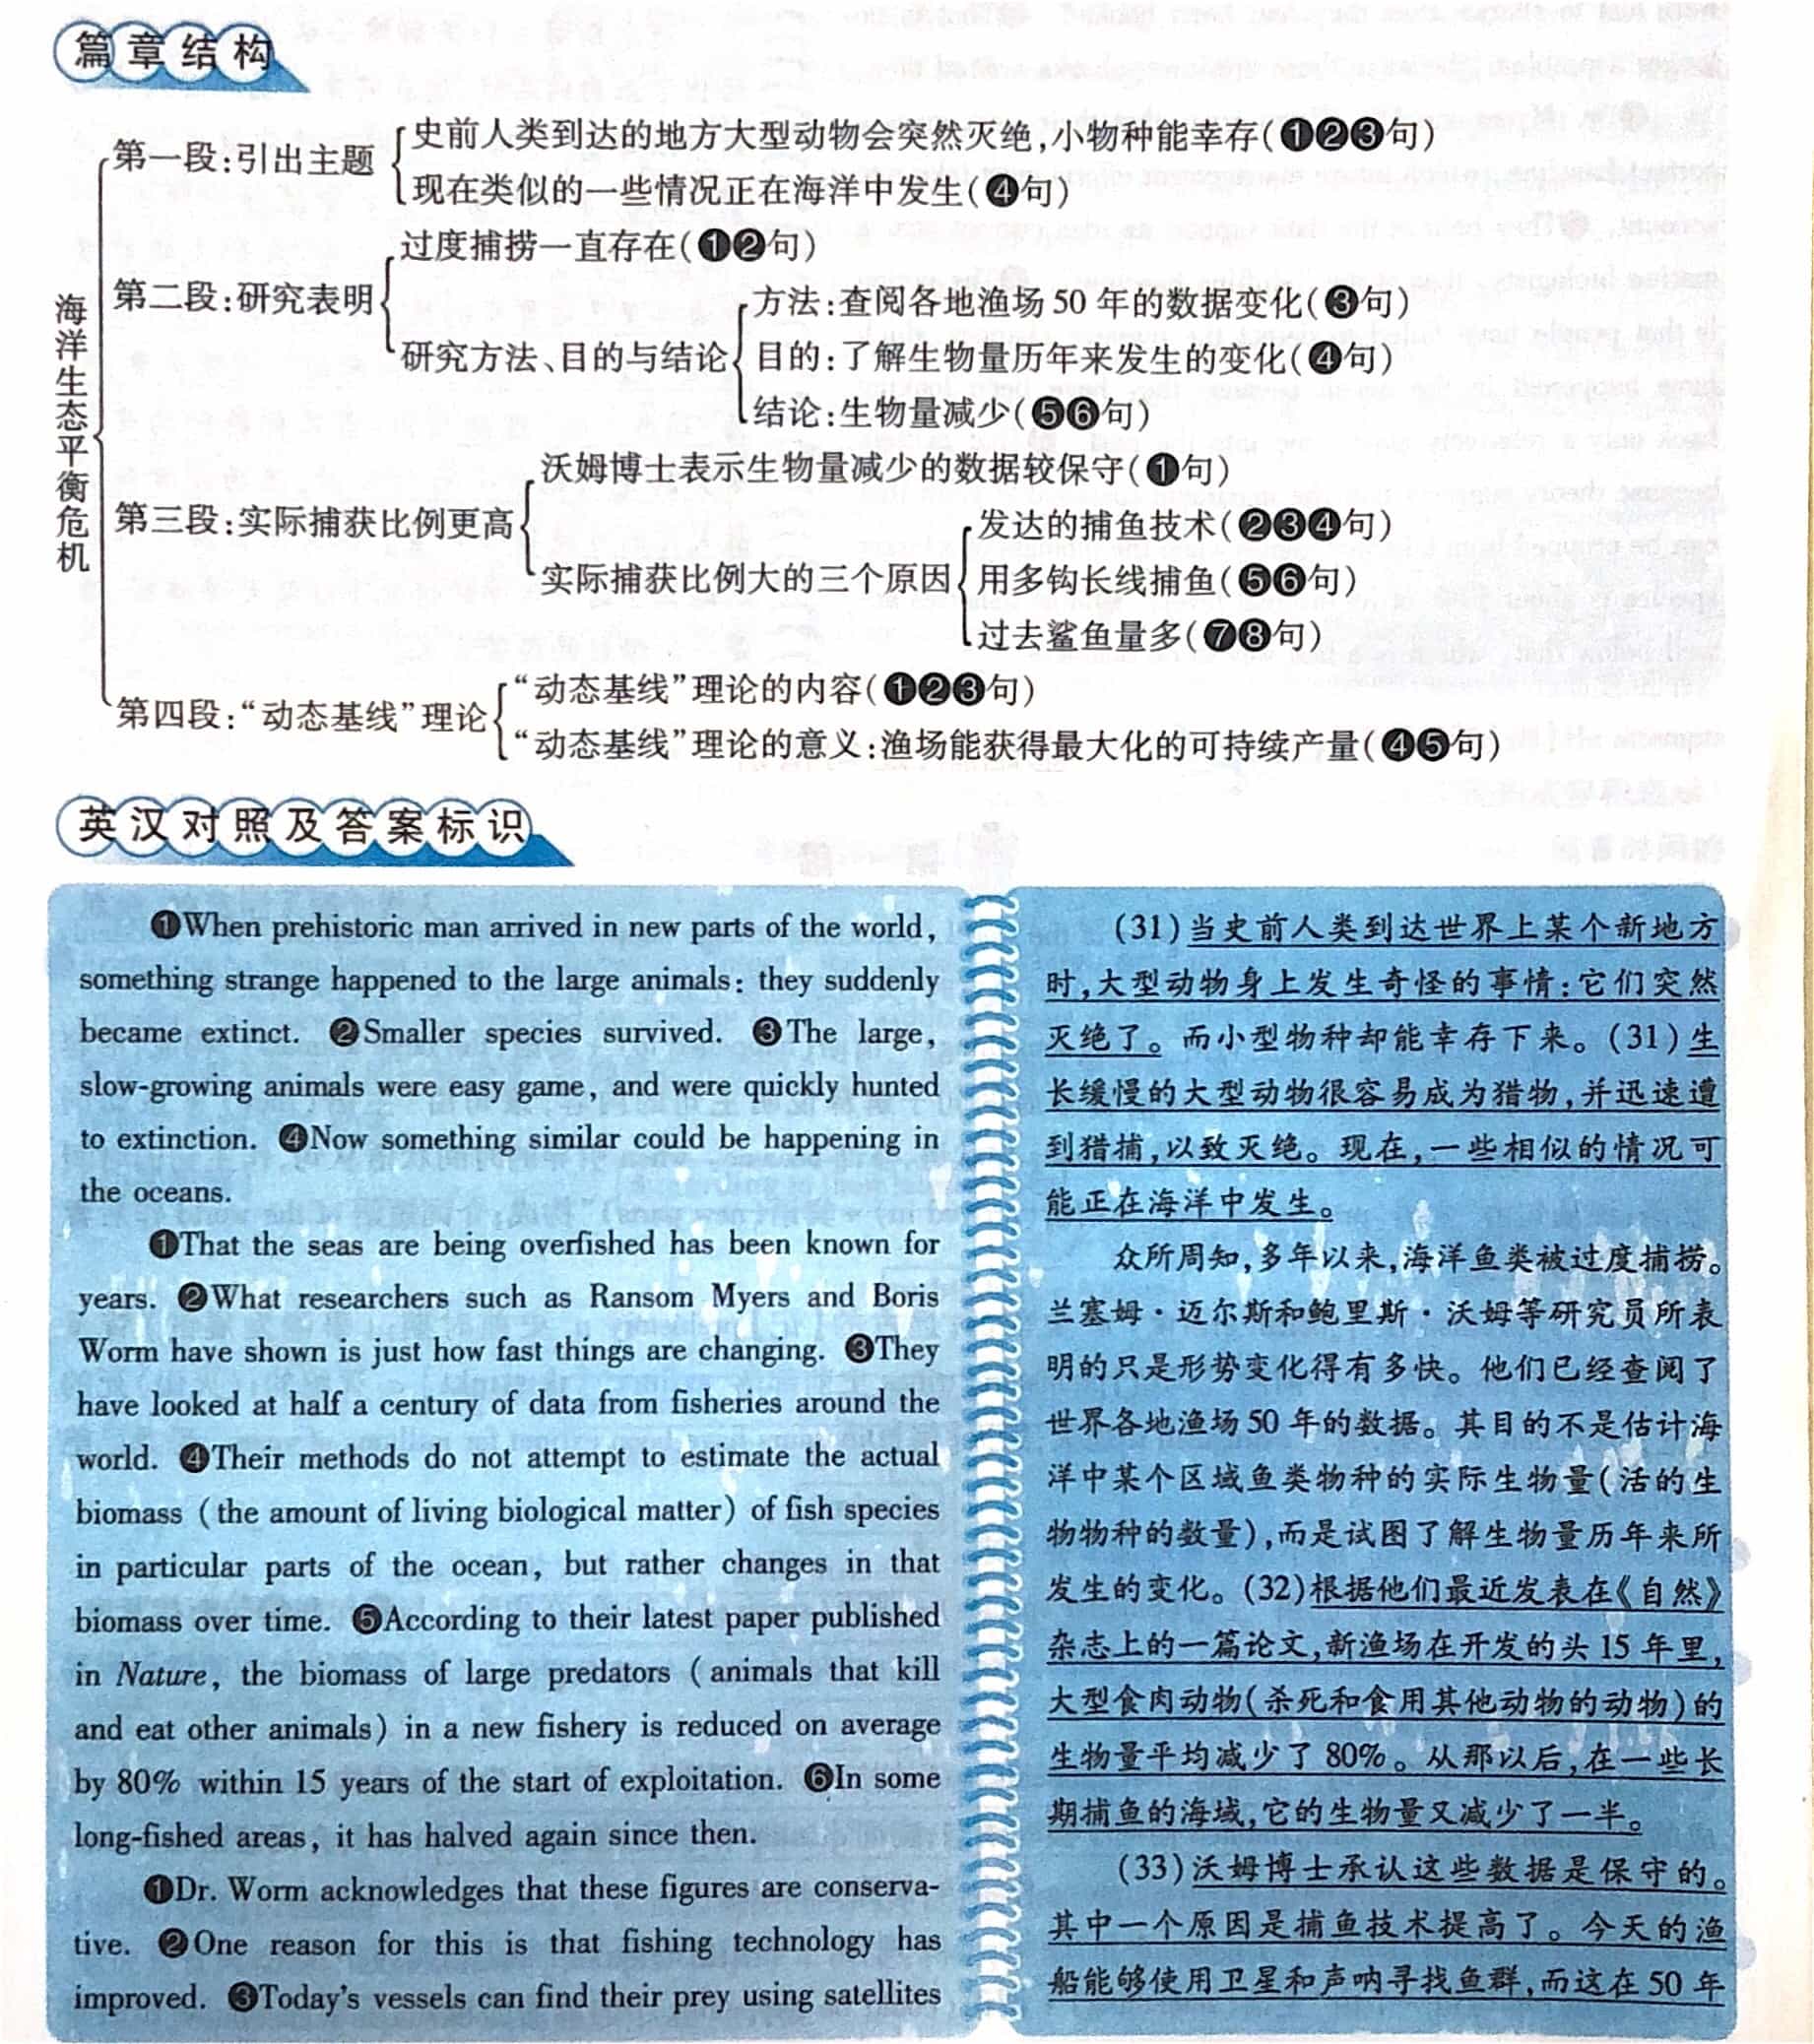 篇章结构
海洋生态平衡危机
第一段:引出主题
史前人类到达的地方大型动物会突然灭绝,小物种能幸存(❶❷❸句)
现在类似的一些情况正在海洋中发生(❹句)
第二段:研究表明
过度捕捞一直存在(❶❷句)
研究方法、目的与结论
方法:查阅各地渔场50年的数据变化(❸句)
目的:了解生物量历年来发生的变化(❹句)
结论:生物量减少(❺❻句)
第三段:实际捕获比例更高
沃姆博士表示生物量减少的数据较保守(❶句)
实际捕获比例大的三个原因
发达的捕鱼技术(❷❸❹句)
用多钩长线捕鱼(❺❻句)
过去鲨鱼量多(❼❽句)
第四段:“动态基线”理论
“动态基线”理论的内容(❶❷❸句)
“动态基线”理论的意义:渔场能获得最大化的可持续产量(❹❺句)
英汉对照及答案标识
❶When prehistoric man arrived in new parts of the world,
something strange happened to the large animals: they suddenly
became extinct. ❷Smaller species survived. ❸The large,
slow-growing animals were easy game, and were quickly hunted
to extinction. ❹Now something similar could be happening in
the oceans.
❶That the seas are being overfished has been known for
years. ❷What researchers such as Ransom Myers and Boris
Worm have shown is just how fast things are changing. ❸They
have looked at half a century of data from fisheries around the
world. ❹Their methods do not attempt to estimate the actual
biomass (the amount of living biological matter) of fish species
in particular parts of the ocean, but rather changes in that
biomass over time. ❺According to their latest paper published
in Nature, the biomass of large predators (animals that kill
and eat other animals) in a new fishery is reduced on average
by 80% within 15 years of the start of exploitation. ❻In some
long-fished areas, it has halved again since then.
❶Dr. Worm acknowledges that these figures are conserva-
tive. ❷One reason for this is that fishing technology has
improved. ❸Today's vessels can find their prey using satellites
(31)当史前人类到达世界上某个新地方
时,大型动物身上发生奇怪的事情:它们突然
灭绝了。而小型物种却能幸存下来。(31)生
长缓慢的大型动物很容易成为猎物,并迅速遭
到猎捕,以致灭绝。现在,一些相似的情况可
能正在海洋中发生。
众所周知,多年以来,海洋鱼类被过度捕捞。
兰塞姆·迈尔斯和鲍里斯·沃姆等研究员所表
明的只是形势变化得有多快。他们已经查阅了
世界各地渔场50年的数据。其目的不是估计海
洋中某个区域鱼类物种的实际生物量(活的生
物物种的数量),而是试图了解生物量历年来所
发生的变化。(32)根据他们最近发表在《自然》
杂志上的一篇论文,新渔场在开发的头15年里,
大型食肉动物(杀死和食用其他动物的动物)的
生物量平均减少了80%。从那以后,在一些长
期捕鱼的海域,它的生物量又减少了一半。
(33)沃姆博士承认这些数据是保守的。
其中一个原因是捕鱼技术提高了。今天的渔
船能够使用卫星和声呐寻找鱼群,而这在50年